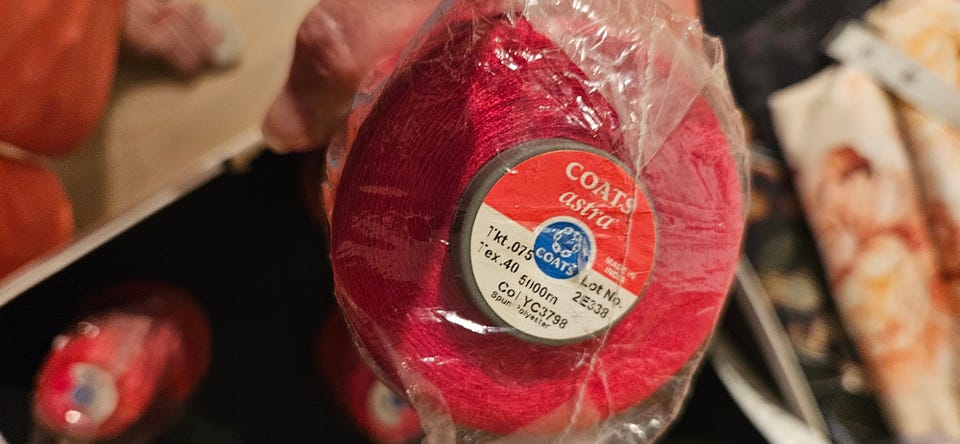 COATS
astra
Tkt.075
Tex.40
5000m
Col YC3798
Spun Polyester
COATS
MADE IN
INDIA
Lot No.
2E338